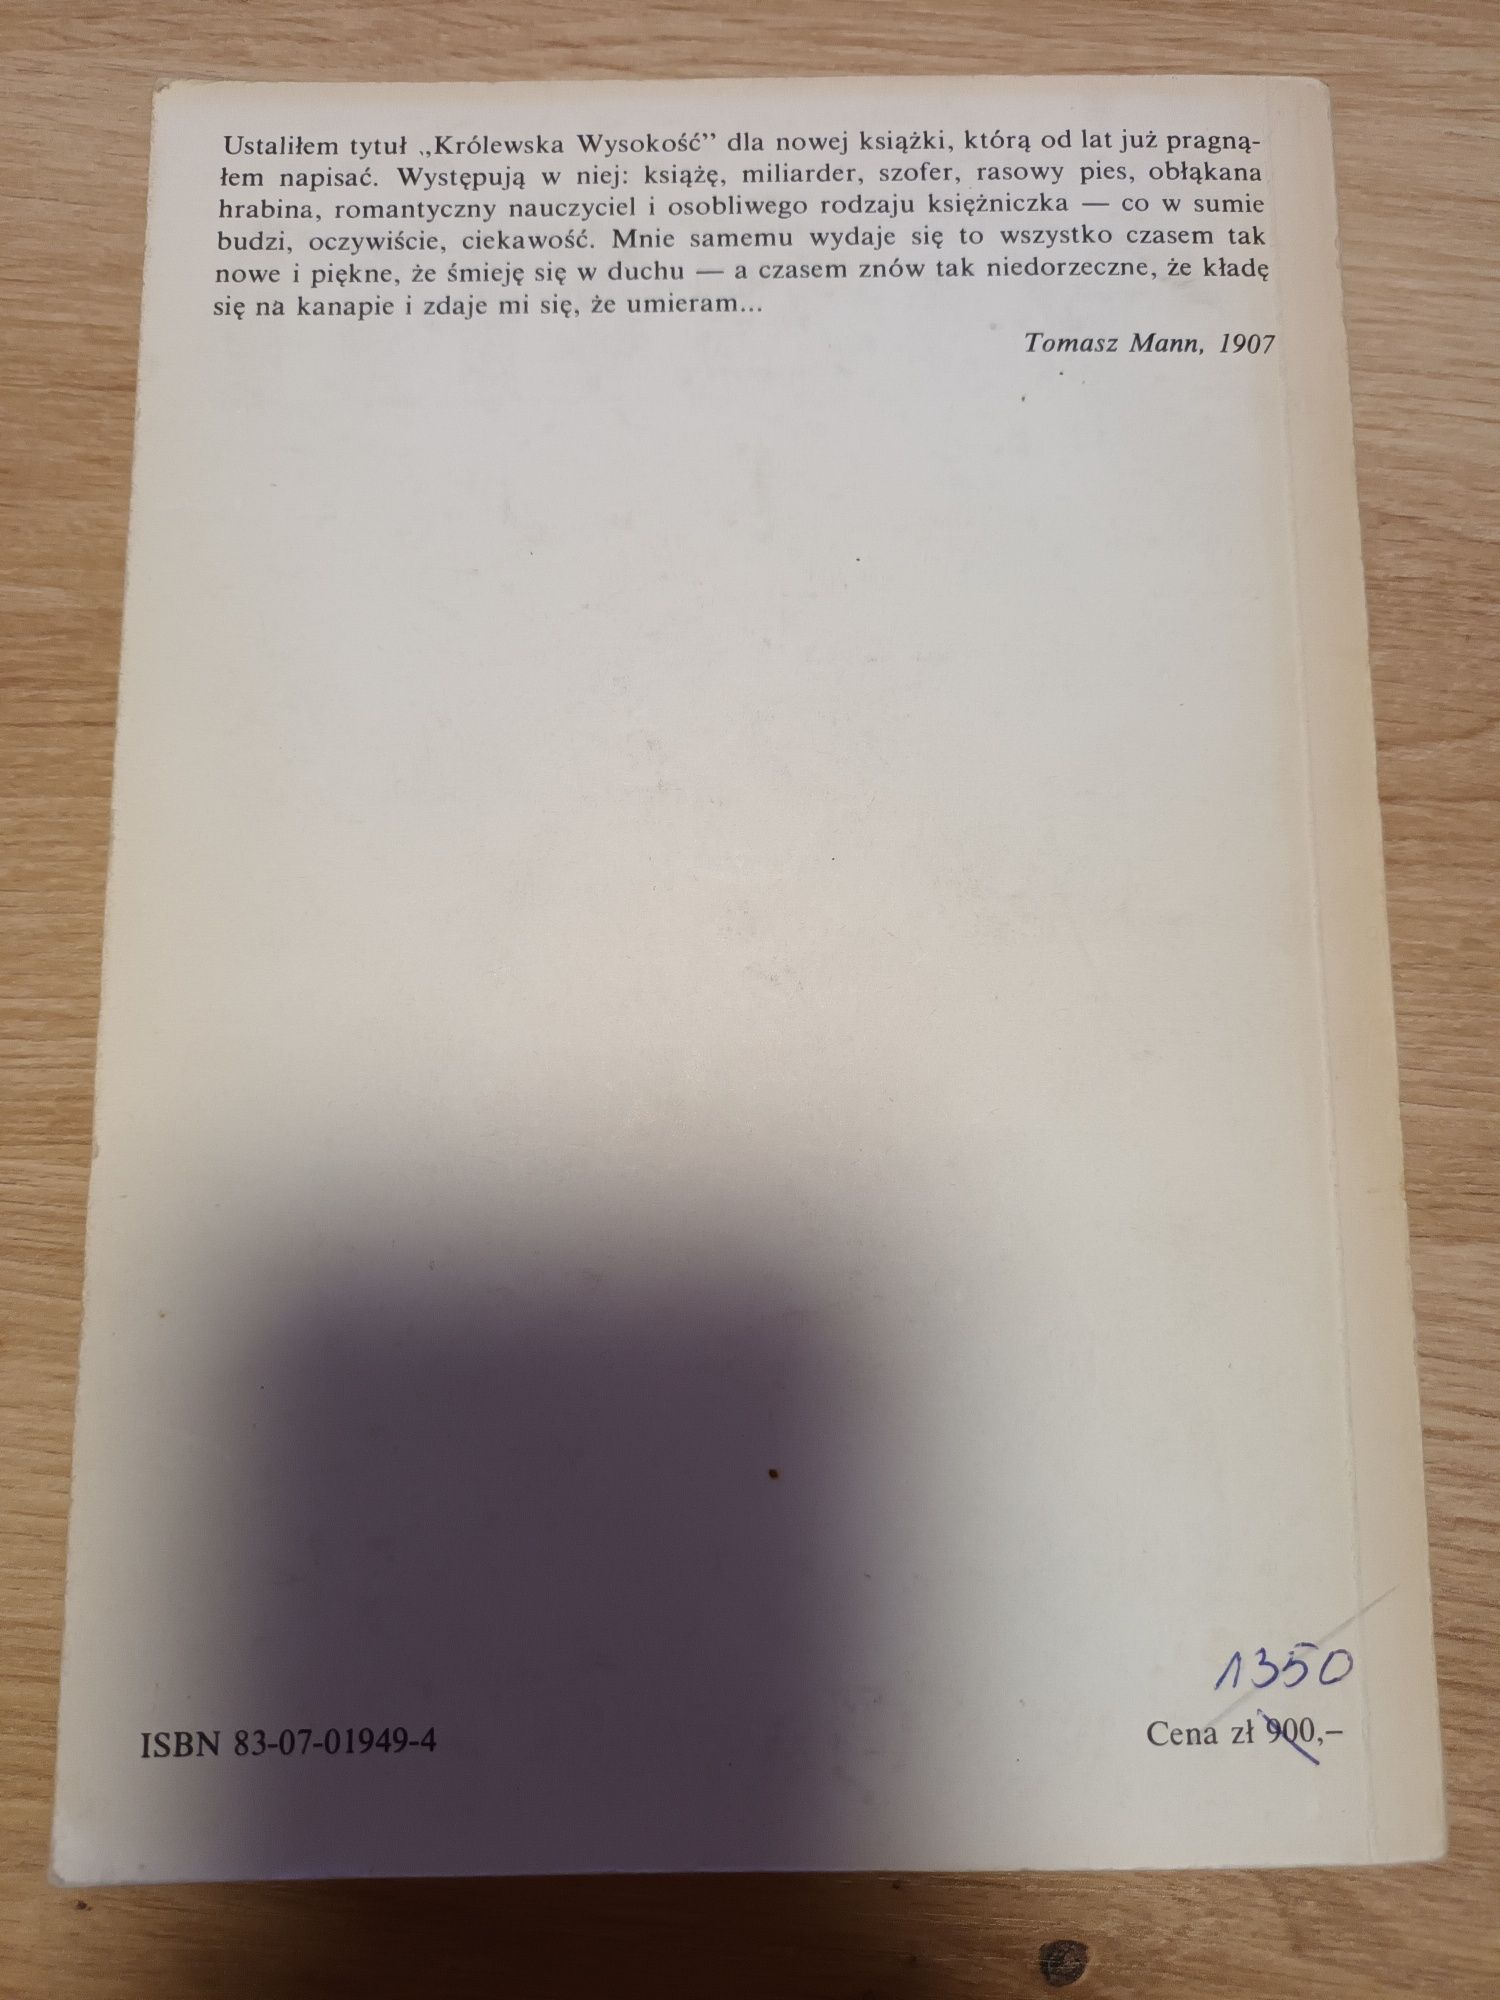 Ustaliłem tytuł „Królewska Wysokość” dla nowej książki, którą od lat już pragną-
łem napisać. Występują w niej: książę, miliarder, szofer, rasowy pies, obłąkana
hrabina, romantyczny nauczyciel i osobliwego rodzaju księżniczka — co w sumie
budzi, oczywiście, ciekawość. Mnie samemu wydaje się to wszystko czasem tak
nowe i piękne, że śmieję się w duchu — a czasem znów tak niedorzeczne, że kładę
się na kanapie i zdaje mi się, że umieram...
Tomasz Mann, 1907
1350
ISBN 83-07-01949-4
Cena zł 900,–